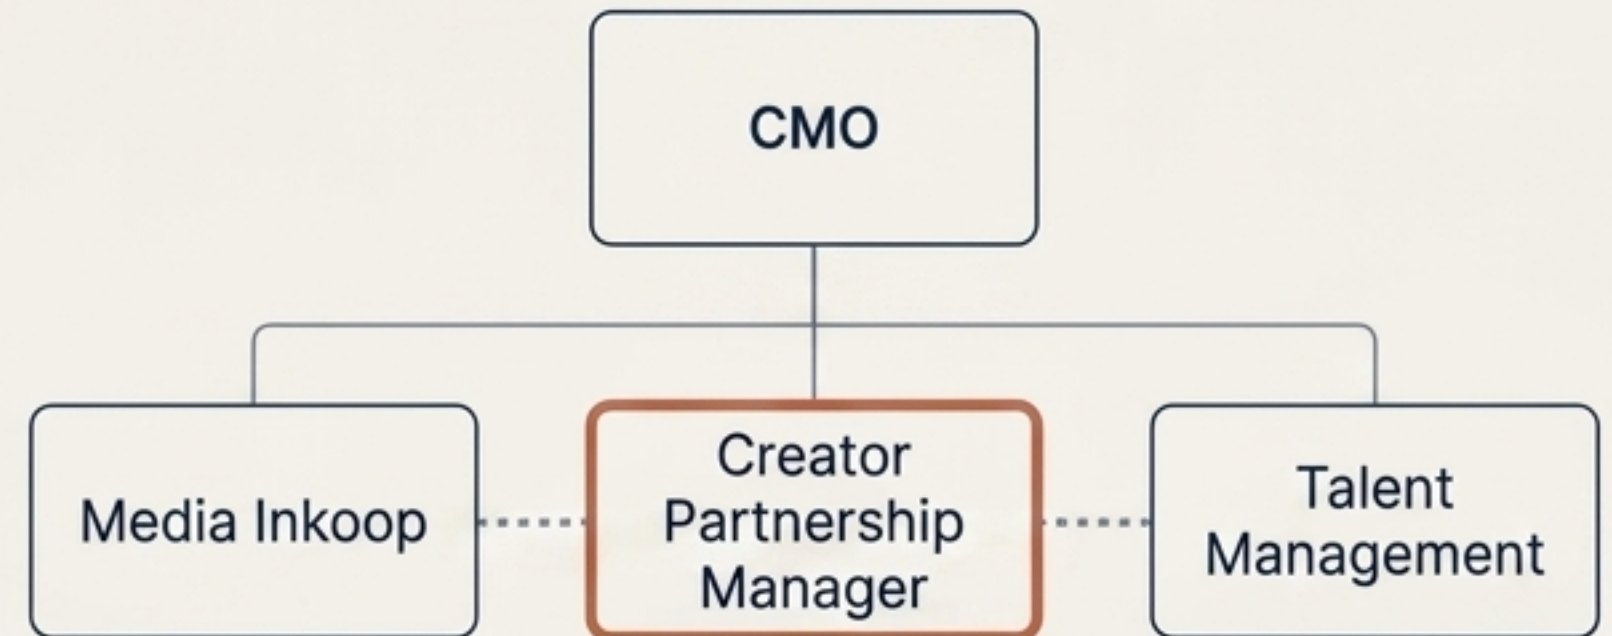 CMO
Media Inkoop
Creator
Partnership
Manager
Talent
Management